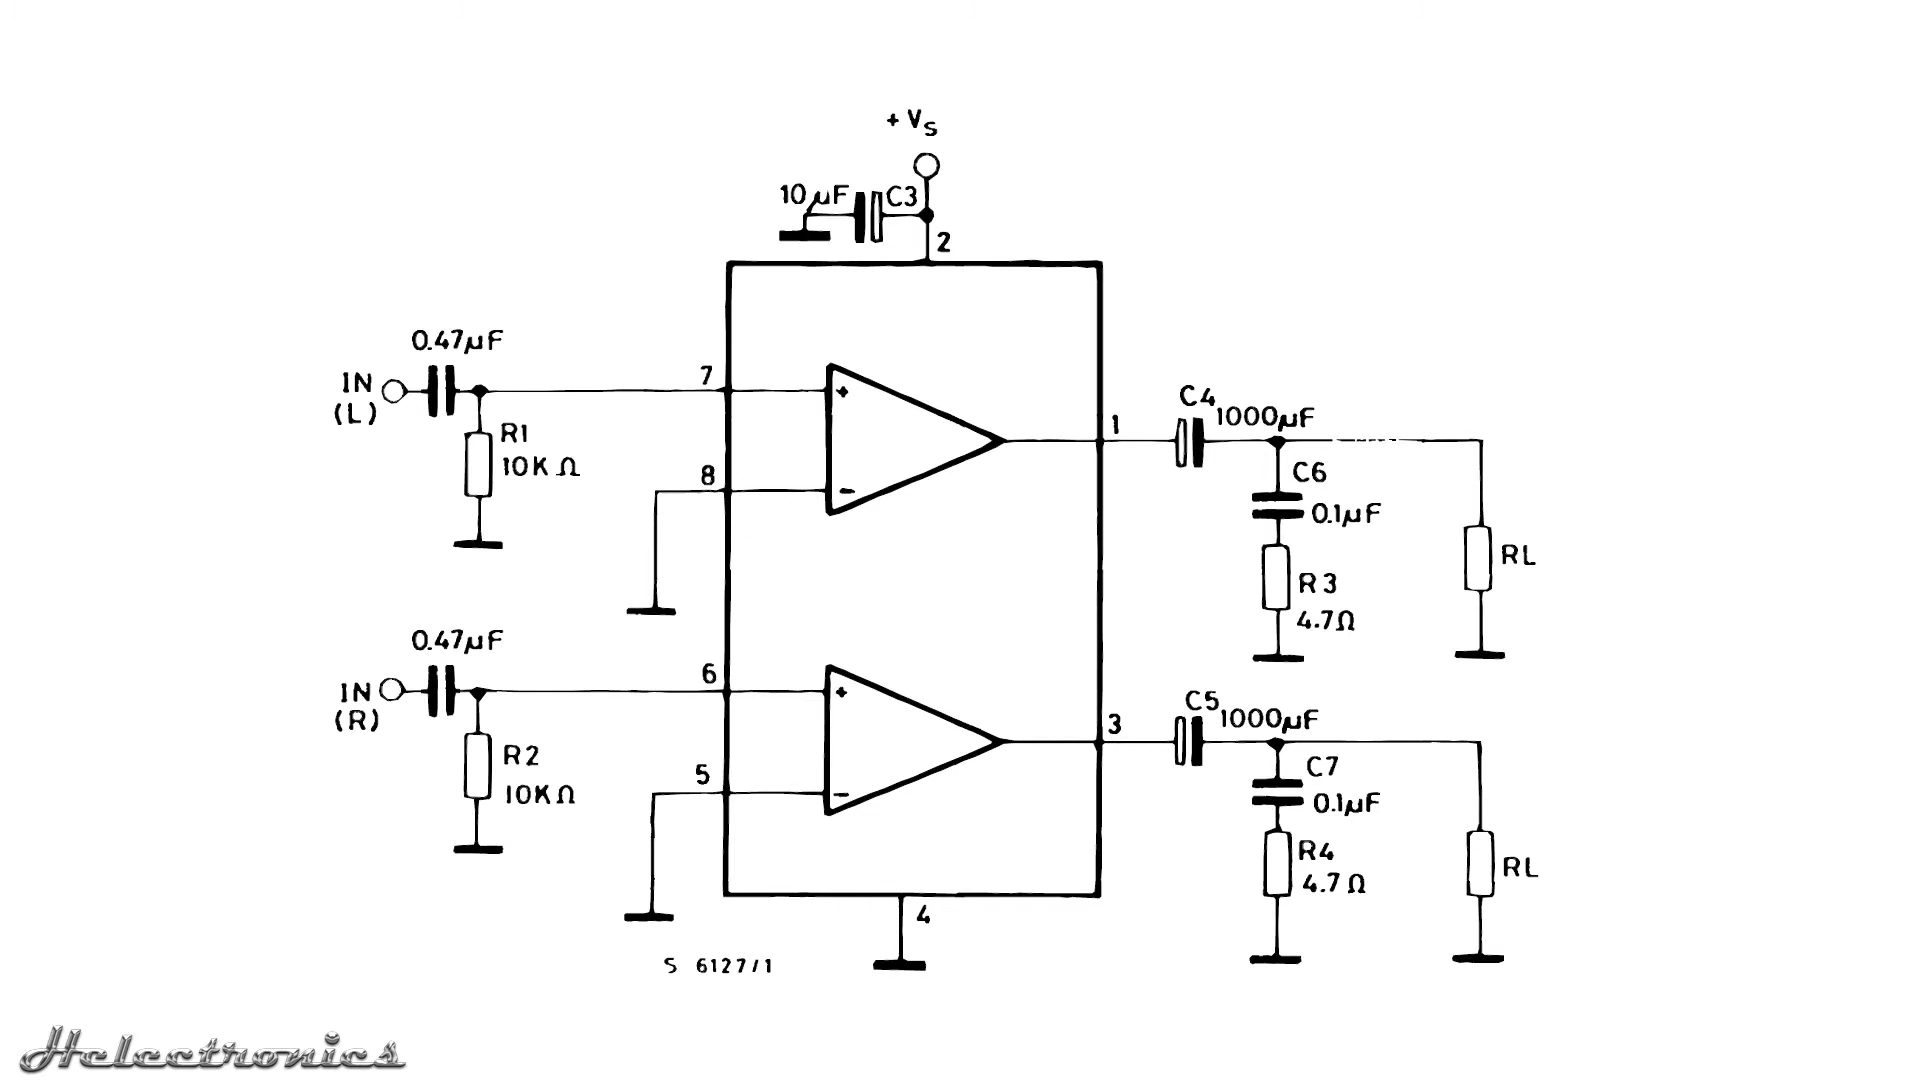 + VS
10 µF C3
2
0.47µF
IN
(L)
R1
10KΩ
7
8
1
C4
1000µF
C6
0.1µF
R3
4.7Ω
RL
0.47µF
IN
(R)
R2
10KΩ
6
5
3
C5
1000µF
C7
0.1µF
R4
4.7Ω
RL
4
S 6127/1
Helectronics